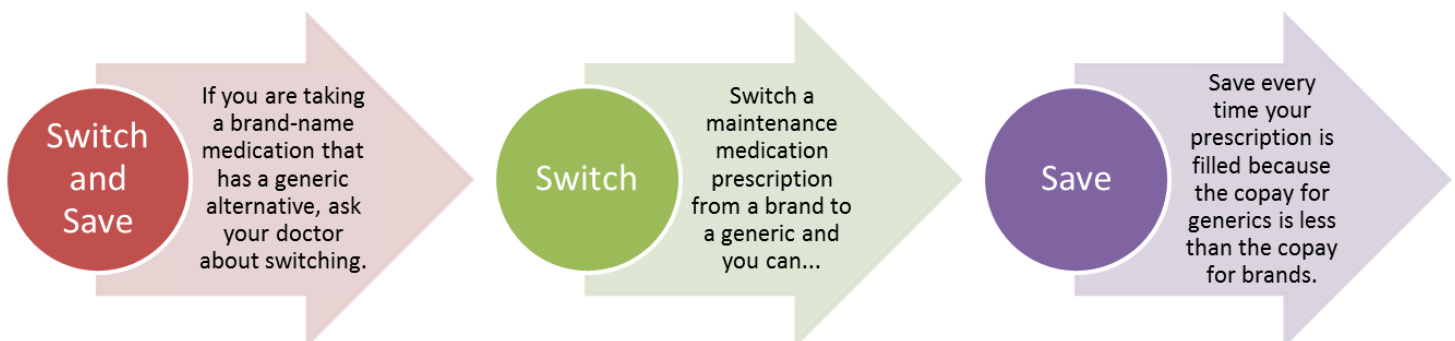 Switch
and
Save
If you are taking
a brand-name
medication that
has a generic
alternative, ask
your doctor
about switching.
Switch
Switch a
maintenance
medication
prescription
from a brand to
a generic and
you can...
Save
Save every
time your
prescription is
filled because
the copay for
generics is less
than the copay
for brands.